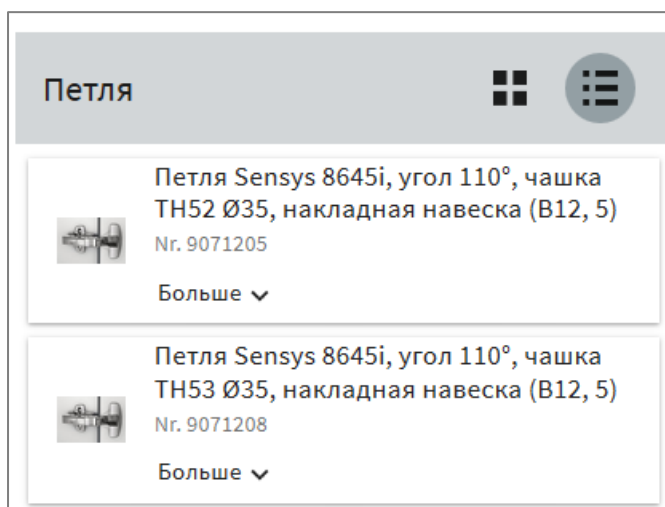 Петля
Петля Sensys 8645i, угол 110°, чашка
TH52 Ø35, накладная навеска (B12, 5)
Nr. 9071205
Больше
Петля Sensys 8645i, угол 110°, чашка
TH53 Ø35, накладная навеска (B12, 5)
Nr. 9071208
Больше